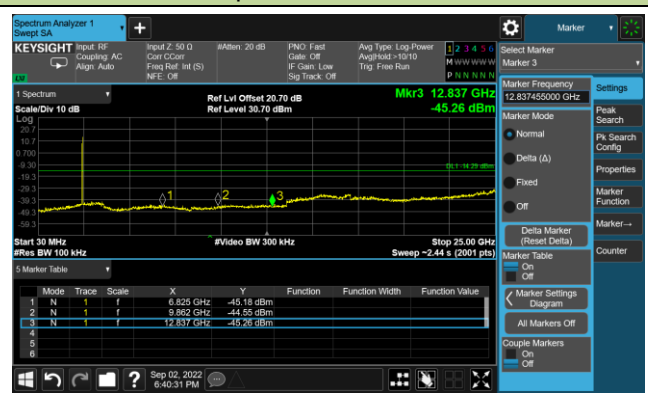 Spectrum Analyzer 1
Swept SA
Marker
KEYSIGHT Input: RF
Coupling: AC
Align: Auto
Input Z: 50 Ω
Corr CCorr
Freq Ref: Int (S)
NFE: Off
#Atten: 20 dB
PNO: Fast
Gate: Off
IF Gain: Low
Sig Track: Off
Avg Type: Log-Power
Avg|Hold:>10/10
Trig: Free Run
1 2 3 4 5 6
M W W W W W
P N N N N N
LXI
1 Spectrum
Scale/Div 10 dB
Ref Lvl Offset 20.70 dB
Ref Level 30.70 dBm
Mkr3 12.837 GHz
-45.26 dBm
Log
20.7
10.7
0.700
-9.30
DL1 -14.29 dBm
-19.3
-29.3
-39.3
-49.3
-59.3
1
2
3
Start 30 MHz
#Res BW 100 kHz
#Video BW 300 kHz
Stop 25.00 GHz
Sweep ~2.44 s (2001 pts)
5 Marker Table
Mode Trace Scale X Y Function Function Width Function Value
1 N 1 f 6.825 GHz -45.18 dBm
2 N 1 f 9.862 GHz -44.55 dBm
3 N 1 f 12.837 GHz -45.26 dBm
4
5
6
Sep 02, 2022
6:40:31 PM
Select Marker
Marker 3
Marker Frequency
12.837455000 GHz
Marker Mode
Normal
Delta (Δ)
Fixed
Off
Delta Marker
(Reset Delta)
Marker Table
On
Off
Marker Settings
Diagram
All Markers Off
Couple Markers
On
Off
Settings
Peak
Search
Pk Search
Config
Properties
Marker
Function
Marker→
Counter